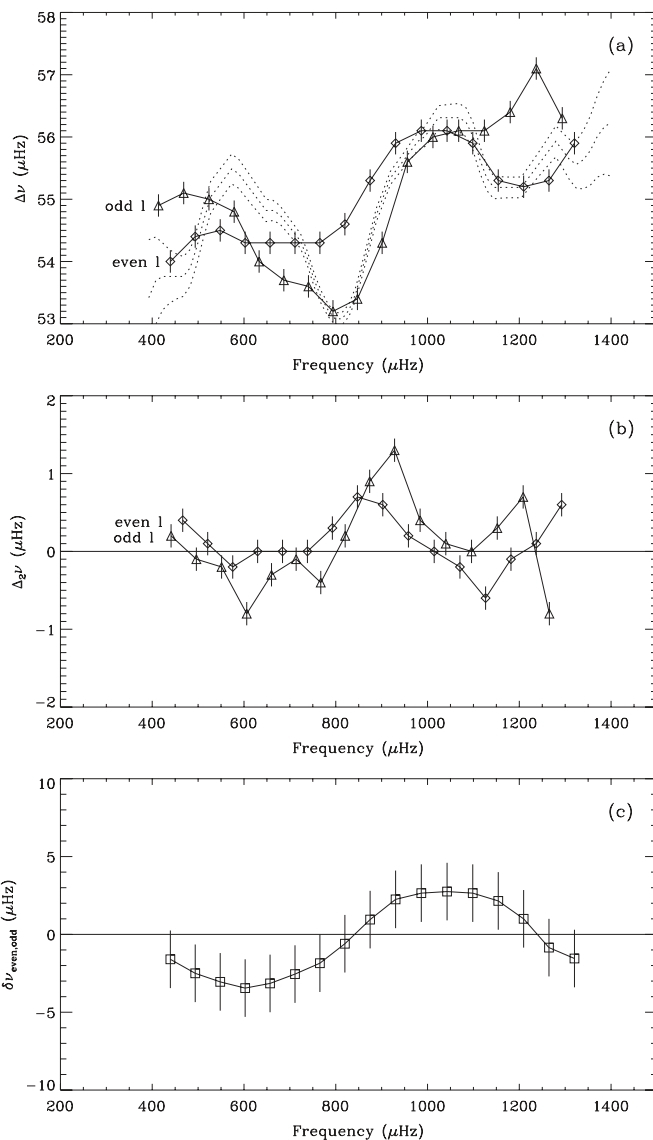 58
(a)
57
56
Δν (μHz)
55
odd l
even l
54
53
200 400 600 800 1000 1200 1400
Frequency (μHz)
2
(b)
1
even l
odd l
0
Δ₂ν (μHz)
-1
-2
200 400 600 800 1000 1200 1400
Frequency (μHz)
10
(c)
5
0
δν even,odd (μHz)
-5
-10
200 400 600 800 1000 1200 1400
Frequency (μHz)